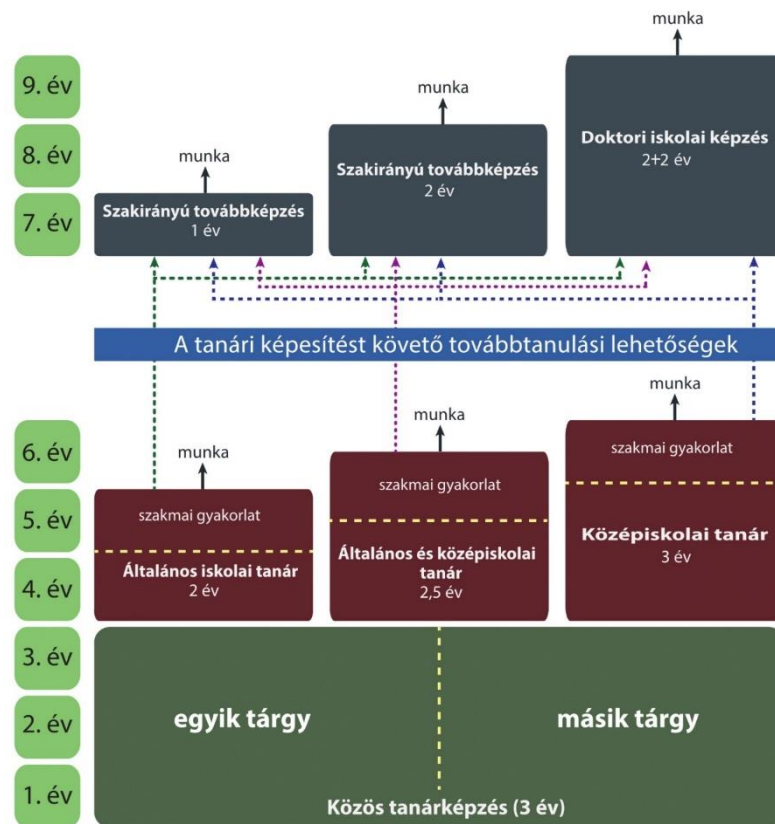 9. év
8. év
7. év
munka
Szakirányú továbbképzés
1 év
munka
Szakirányú továbbképzés
2 év
munka
Doktori iskolai képzés
2+2 év
A tanári képesítést követő továbbtanulási lehetőségek
6. év
5. év
4. év
munka
szakmai gyakorlat
Általános iskolai tanár
2 év
munka
szakmai gyakorlat
Általános és középiskolai
tanár
2,5 év
munka
szakmai gyakorlat
Középiskolai tanár
3 év
3. év
2. év
1. év
egyik tárgy
másik tárgy
Közös tanárképzés (3 év)